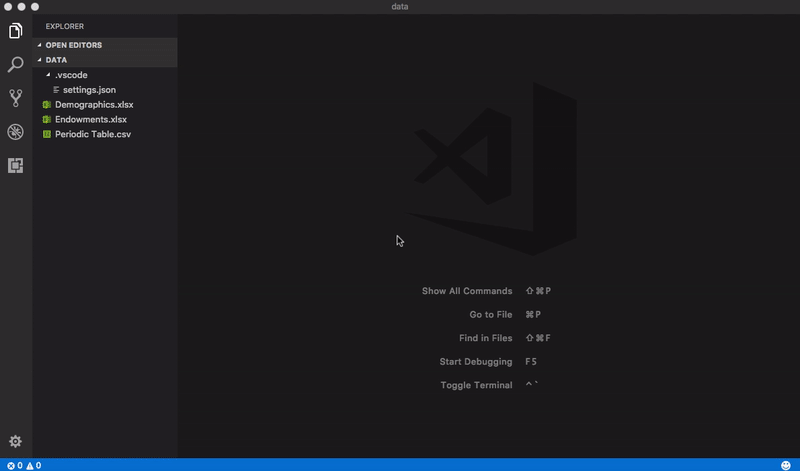 data
EXPLORER
OPEN EDITORS
DATA
.vscode
settings.json
Demographics.xlsx
Endowments.xlsx
Periodic Table.csv
Show All Commands ⇧⌘P
Go to File ⌘P
Find in Files ⇧⌘F
Start Debugging F5
Toggle Terminal ^`
0 0